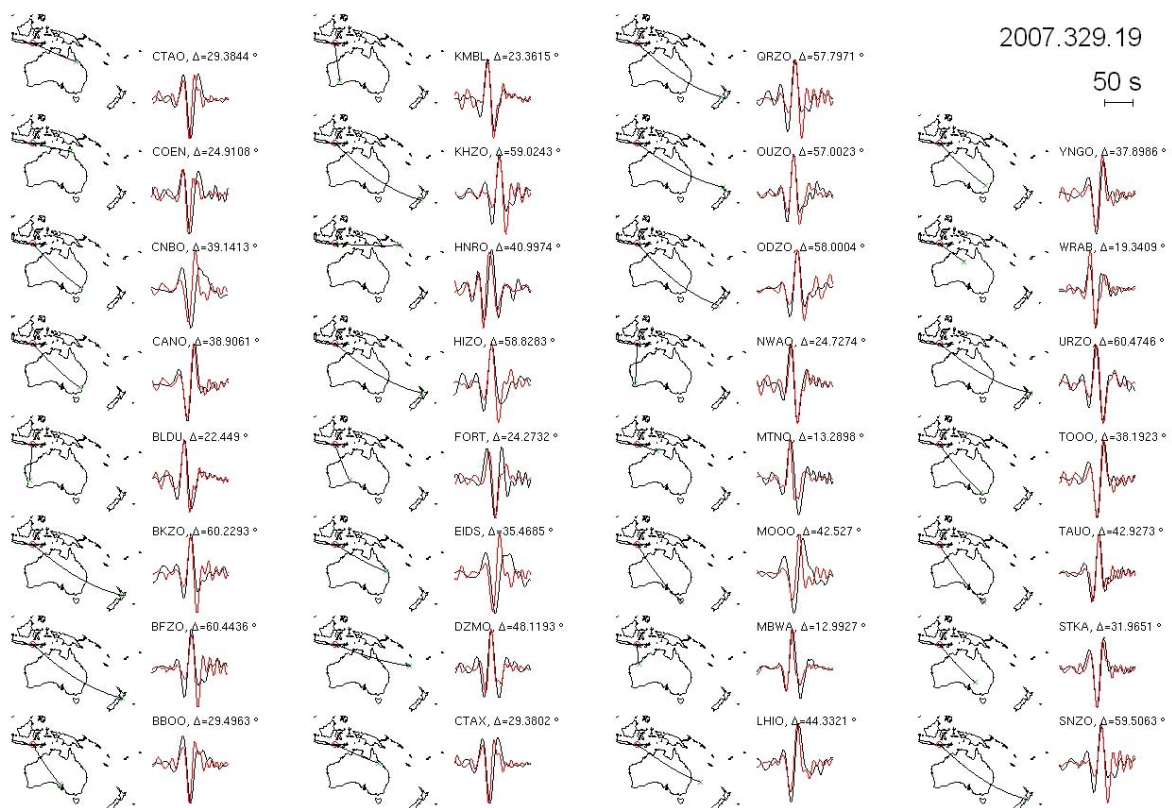 2007.329.19
50 s
CTAO, Δ=29.3844 °
COEN, Δ=24.9108 °
CNBO, Δ=39.1413 °
CANO, Δ=38.9061 °
BLDU, Δ=22.449 °
BKZO, Δ=60.2293 °
BFZO, Δ=60.4436 °
BBOO, Δ=29.4963 °
KMBL, Δ=23.3615 °
KHZO, Δ=59.0243 °
HNRO, Δ=40.9974 °
HIZO, Δ=58.8283 °
FORT, Δ=24.2732 °
EIDS, Δ=35.4685 °
DZMO, Δ=48.1193 °
CTAX, Δ=29.3802 °
QRZO, Δ=57.7971 °
OUZO, Δ=57.0023 °
ODZO, Δ=58.0004 °
NWAO, Δ=24.7274 °
MTNO, Δ=13.2898 °
MOOO, Δ=42.527 °
MBWA, Δ=12.9927 °
LHIO, Δ=44.3321 °
YNGO, Δ=37.8986 °
WRAB, Δ=19.3409 °
URZO, Δ=60.4746 °
TOOO, Δ=38.1923 °
TAUO, Δ=42.9273 °
STKA, Δ=31.9651 °
SNZO, Δ=59.5063 °